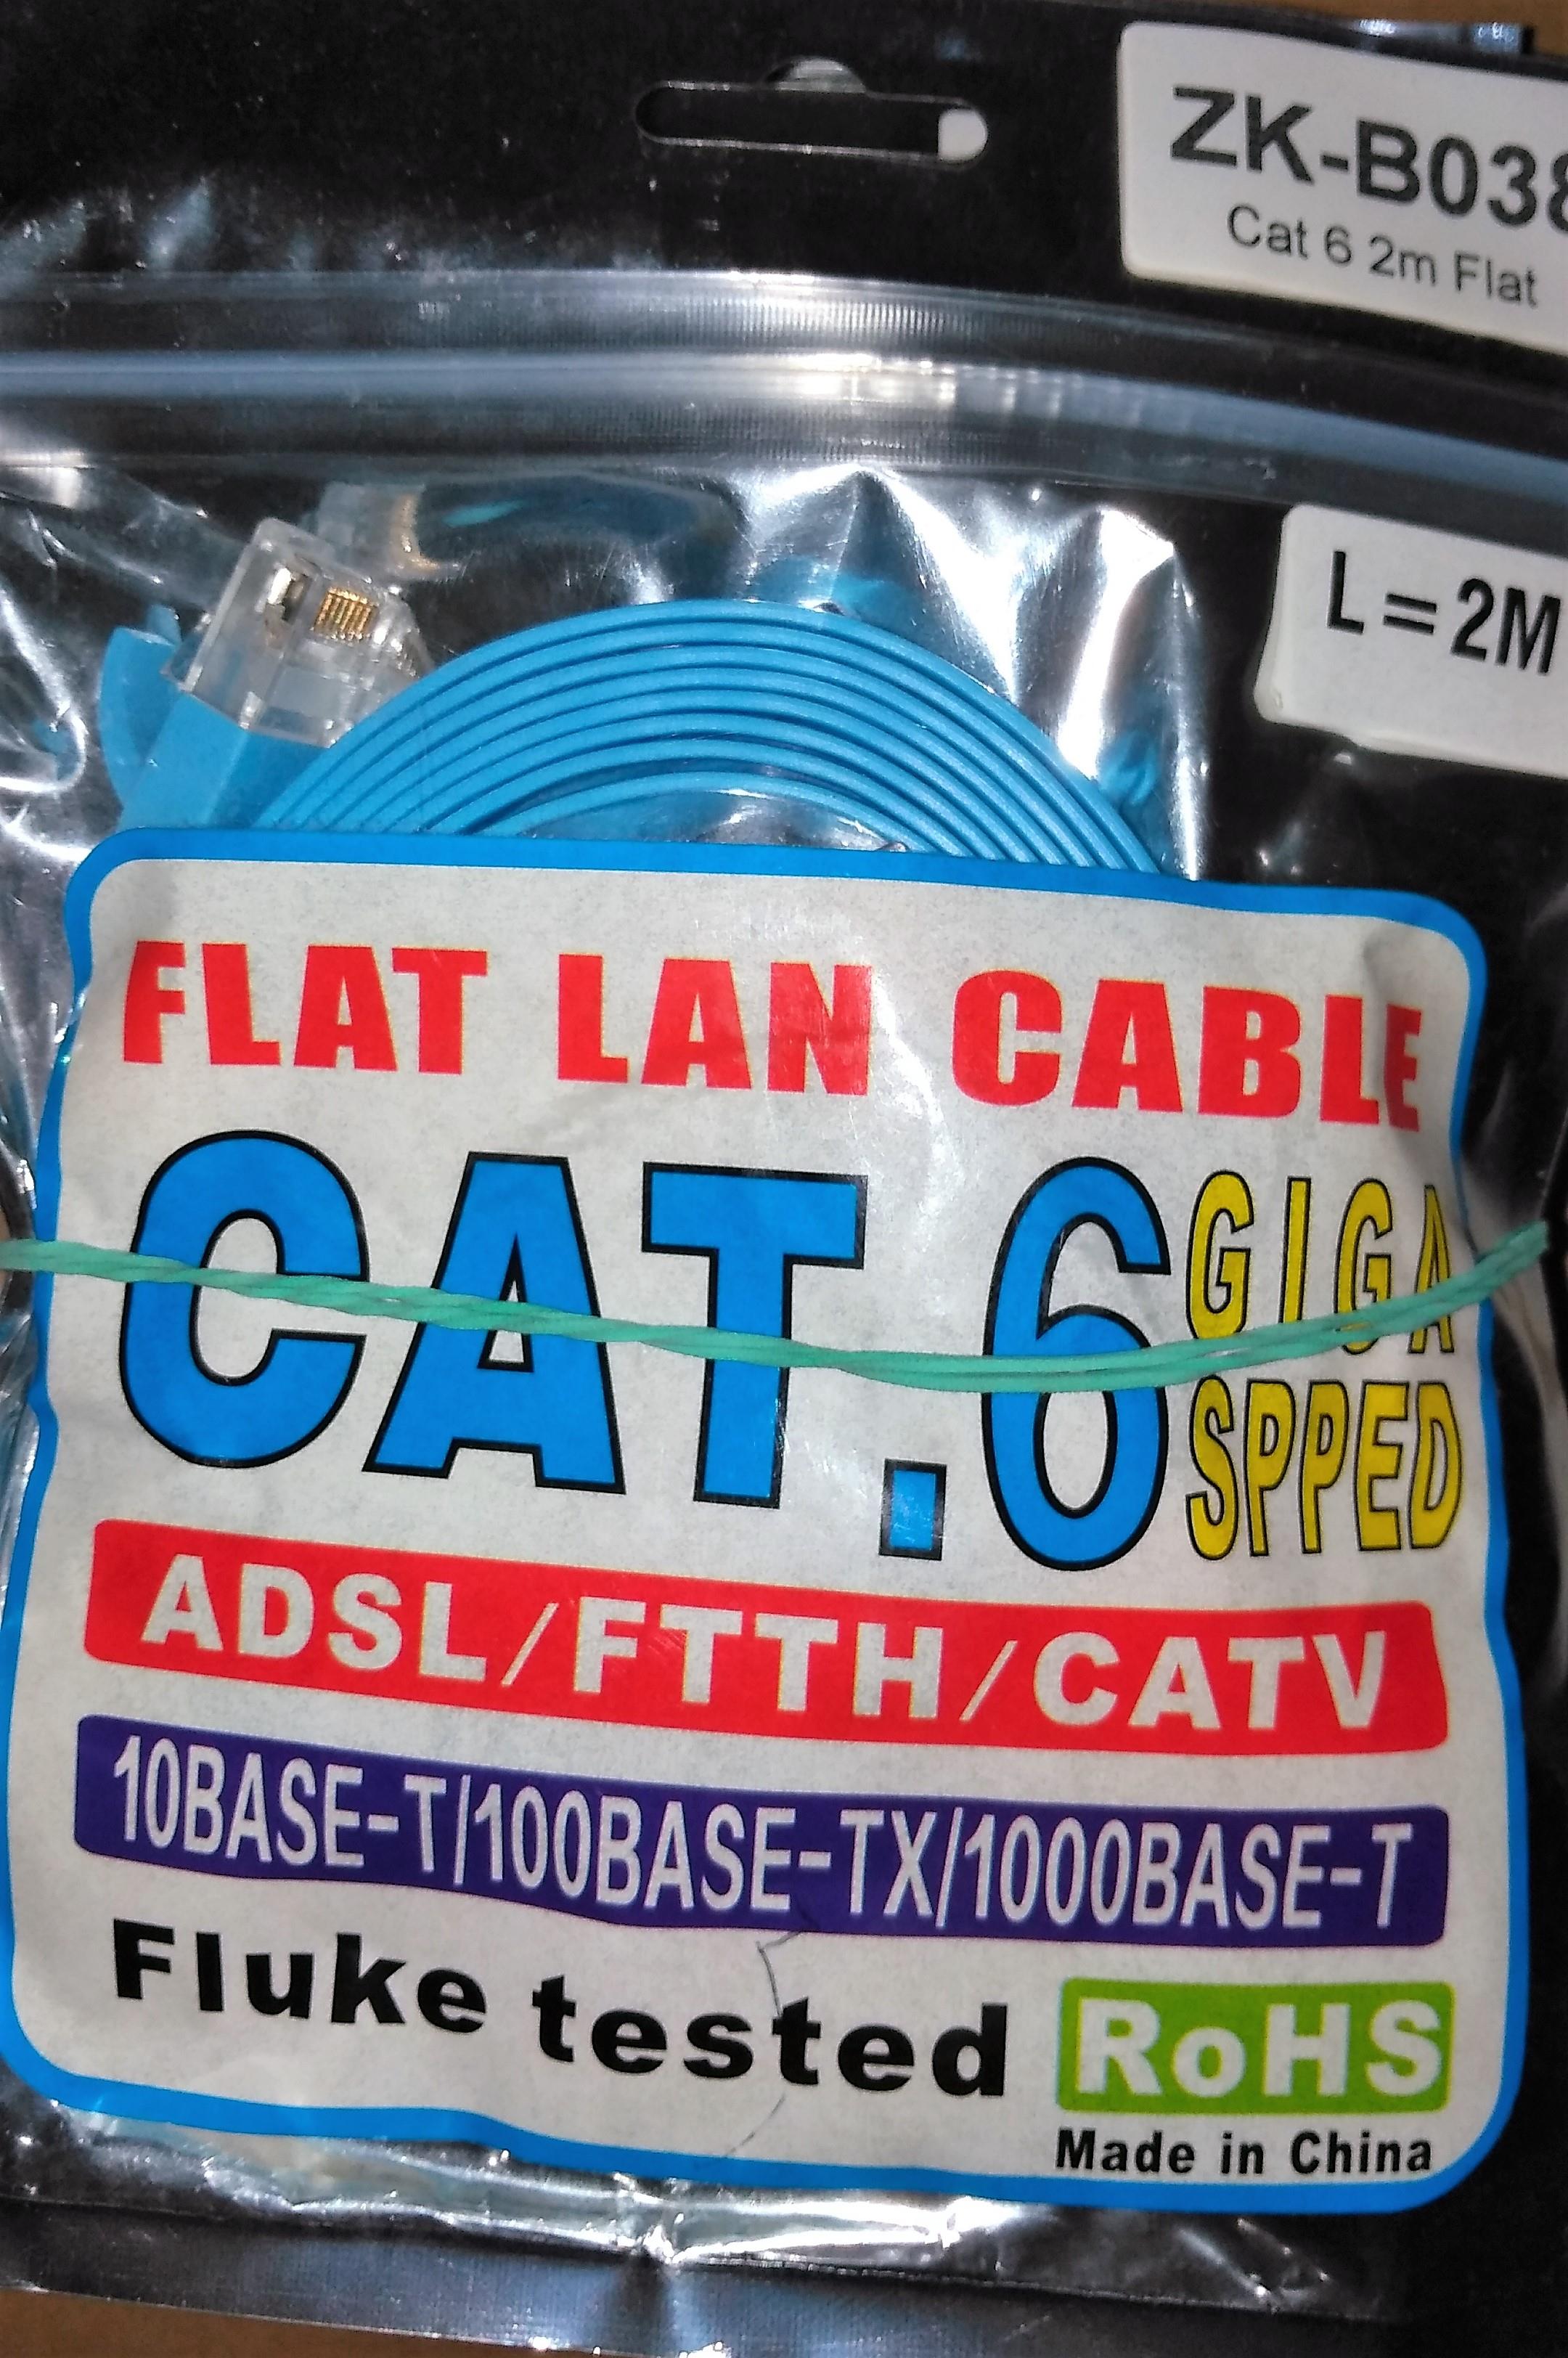 ZK-B038
Cat 6 2m Flat
L=2M
FLAT LAN CABLE
CAT.6
GIGA
SPPED
ADSL/FTTH/CATV
10BASE-T/100BASE-TX/1000BASE-T
Fluke tested
RoHS
Made in China